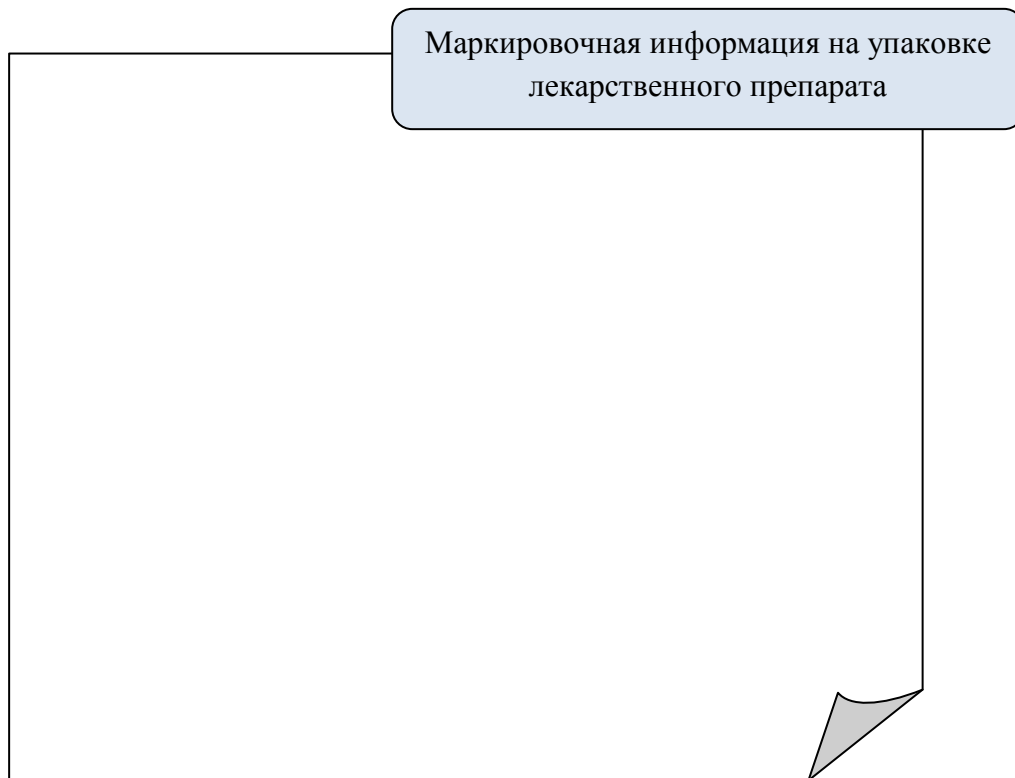 Маркировочная информация на упаковке
лекарственного препарата